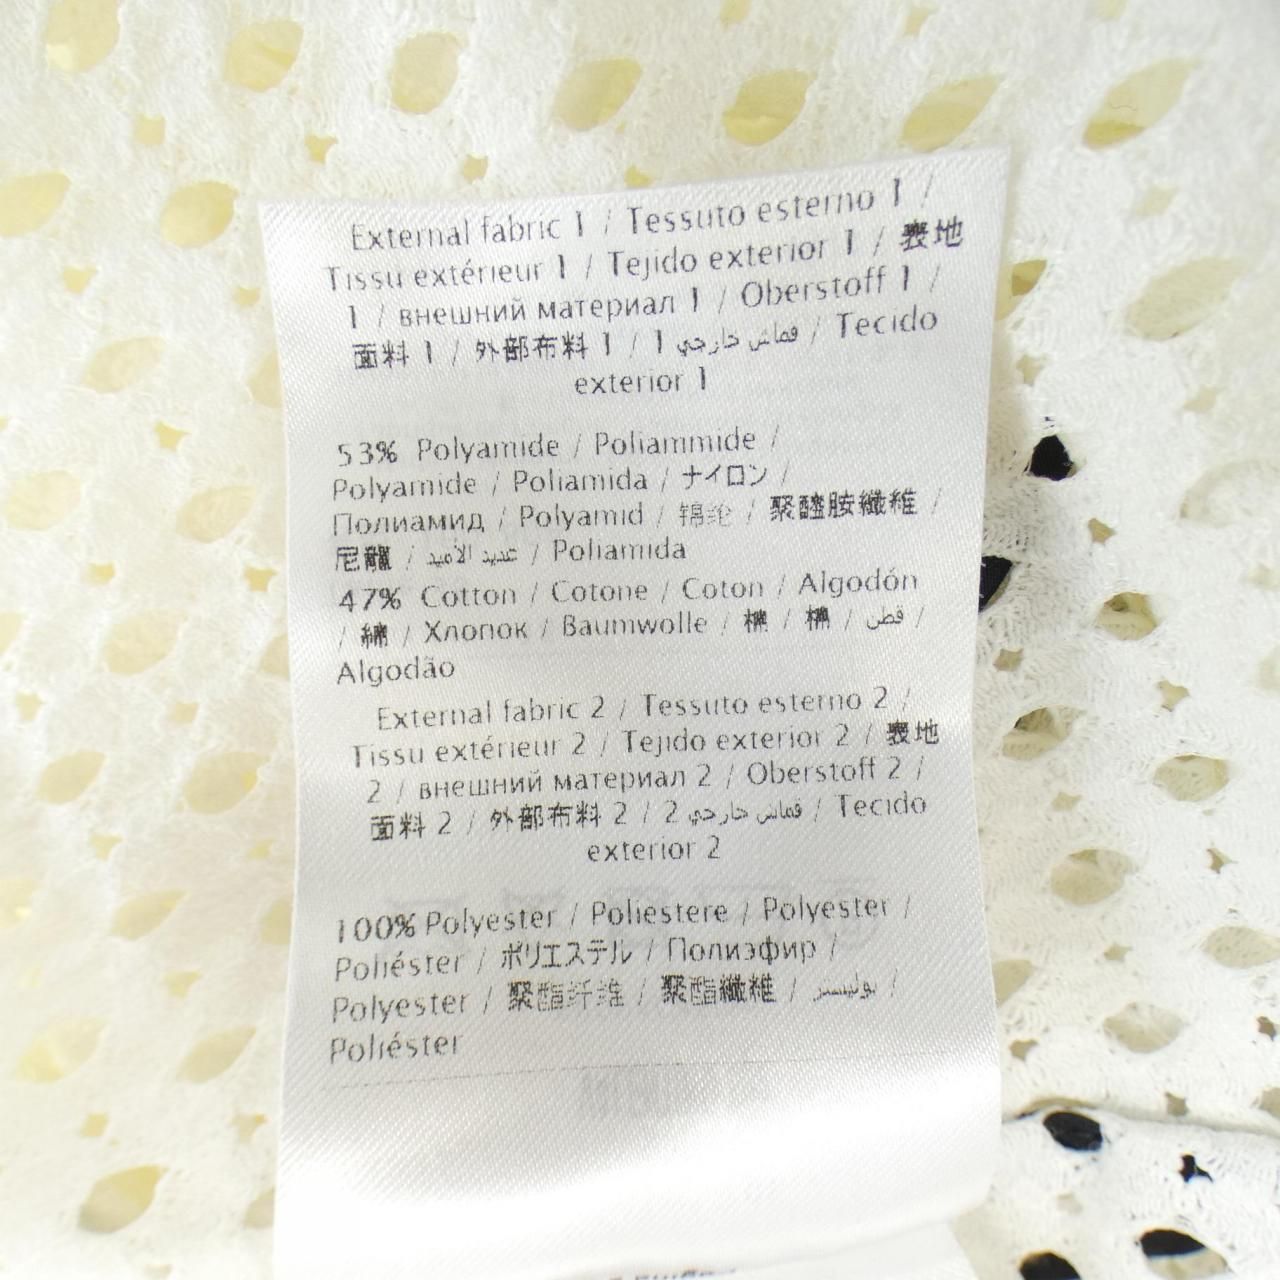 External fabric 1 / Tessuto esterno 1 /
Tissu extérieur 1 / Tejido exterior 1 / 表地
1 / внешний материал 1 / Oberstoff 1 /
面料 1 / 外部布料 1 / 1 قماش خارجي / Tecido
exterior 1
53% Polyamide / Poliammide /
Polyamide / Poliamida / ナイロン /
Полиамид / Polyamid / 锦纶 / 聚醯胺纖維 /
尼龍 / عديد الأميد / Poliamida
47% Cotton / Cotone / Coton / Algodón
/ 綿 / Хлопок / Baumwolle / 棉 / 棉 / قطن /
Algodão
External fabric 2 / Tessuto esterno 2 /
Tissu extérieur 2 / Tejido exterior 2 / 表地
2 / внешний материал 2 / Oberstoff 2 /
面料 2 / 外部布料 2 / 2 قماش خارجي / Tecido
exterior 2
100% Polyester / Poliestere / Polyester /
Poliéster / ポリエステル / Полиэфир /
Polyester / 聚酯纤维 / 聚酯纖維 / بوليستر /
Poliéster